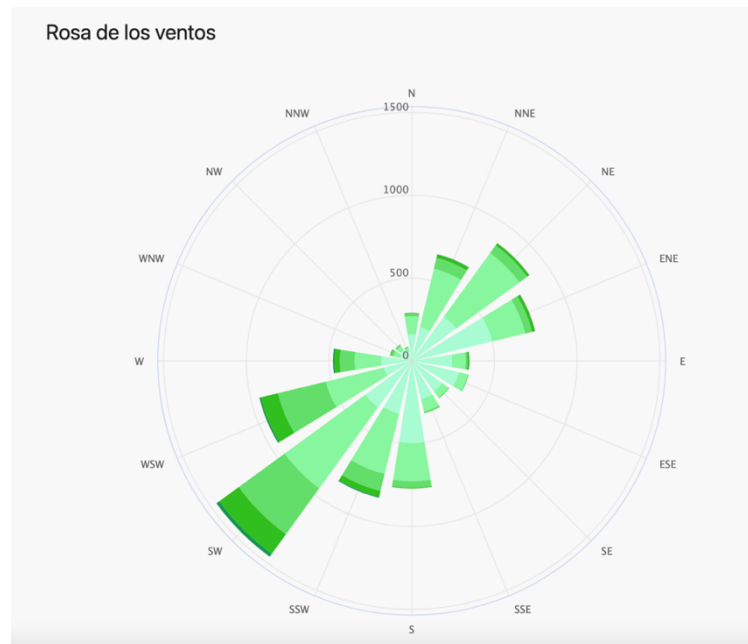 Rosa de los ventos
N
1500
NNW
NNE
NW
NE
1000
WNW
ENE
500
0
W
E
WSW
ESE
SW
SE
SSW
SSE
S